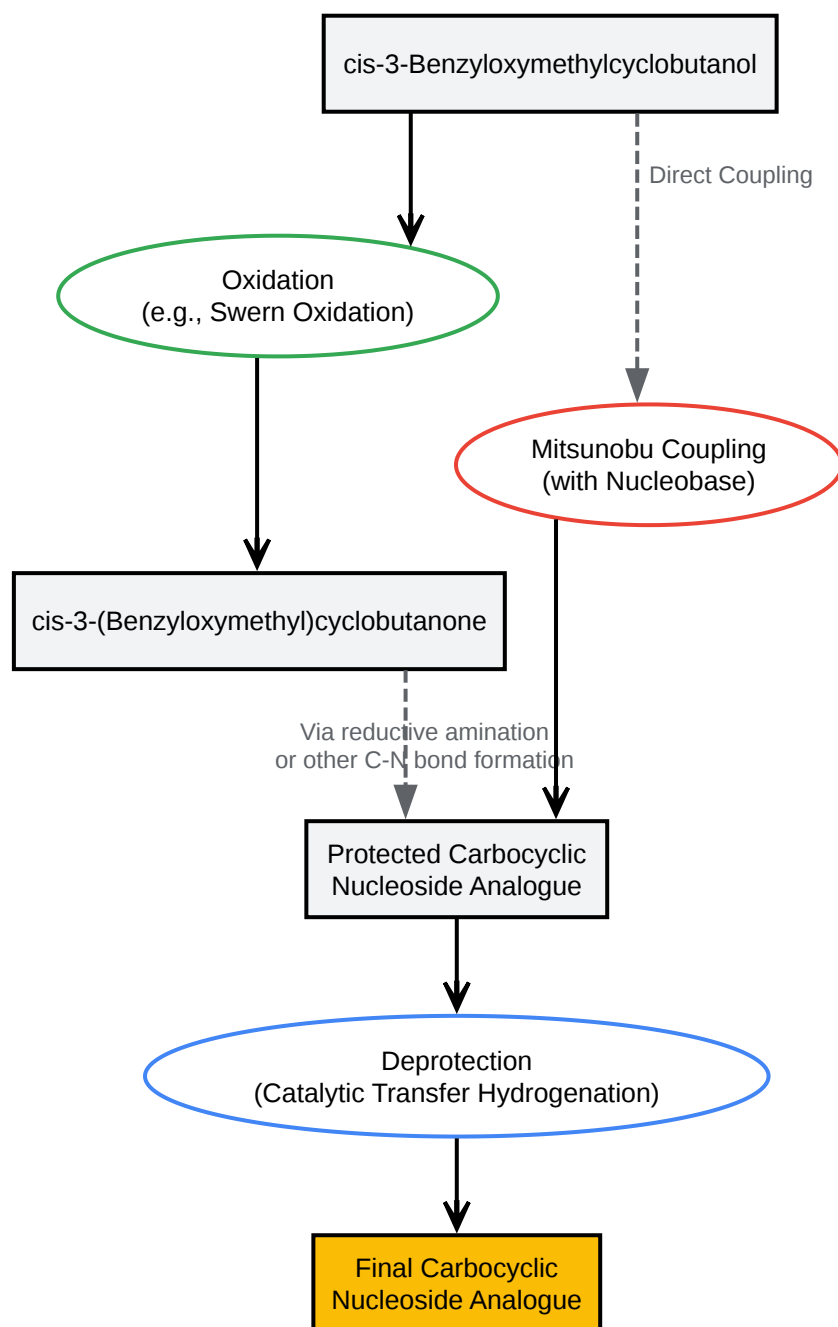 cis-3-Benzyloxymethylcyclobutanol
Direct Coupling
Oxidation
(e.g., Swern Oxidation)
Mitsunobu Coupling
(with Nucleobase)
cis-3-(Benzyloxymethyl)cyclobutanone
Via reductive amination
or other C-N bond formation
Protected Carbocyclic
Nucleoside Analogue
Deprotection
(Catalytic Transfer Hydrogenation)
Final Carbocyclic
Nucleoside Analogue